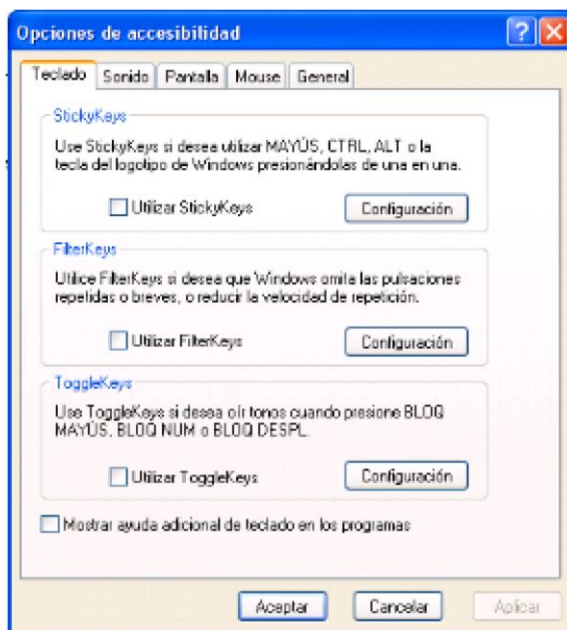 Opciones de accesibilidad
Teclado Sonido Pantalla Mouse General
StickyKeys
Use StickyKeys si desea utilizar MAYÚS, CTRL, ALT o la
tecla del logotipo de Windows presionándolas de una en una.
Utilizar StickyKeys Configuración
FilterKeys
Utilice FilterKeys si desea que Windows omita las pulsaciones
repetidas o breves, o reducir la velocidad de repetición.
Utilizar FilterKeys Configuración
ToggleKeys
Use ToggleKeys si desea oír tonos cuando presione BLOQ
MAYÚS, BLOQ NUM o BLOQ DESPL.
Utilizar ToggleKeys Configuración
Mostrar ayuda adicional de teclado en los programas
Aceptar Cancelar Aplicar